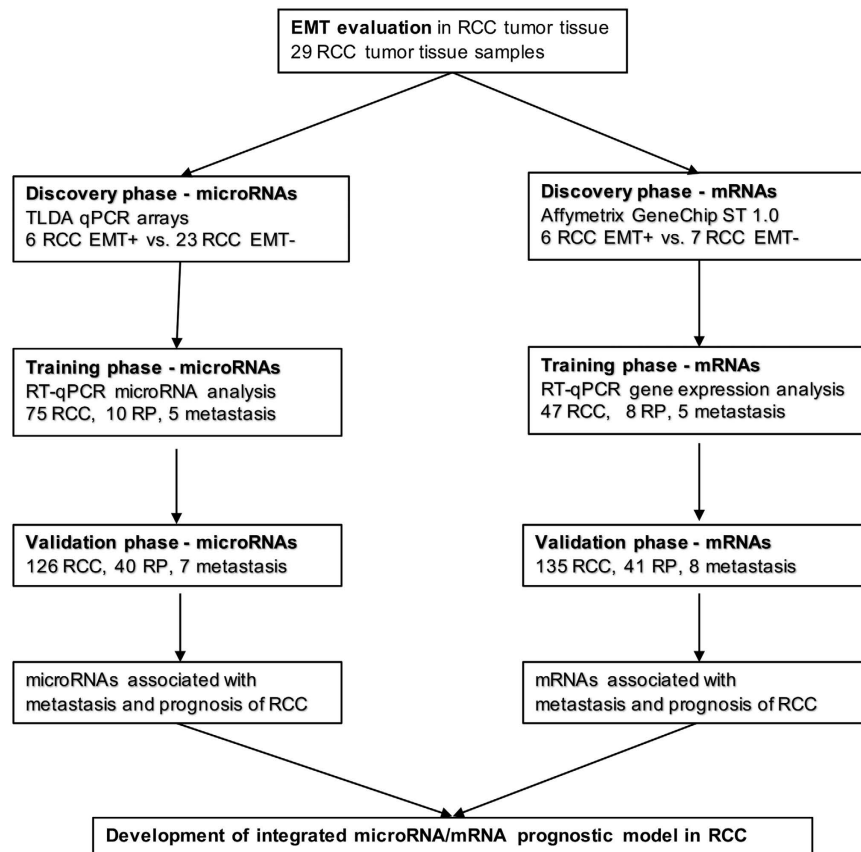 EMT evaluation in RCC tumor tissue
29 RCC tumor tissue samples
Discovery phase - microRNAs
TLDA qPCR arrays
6 RCC EMT+ vs. 23 RCC EMT-
Discovery phase - mRNAs
Affymetrix GeneChip ST 1.0
6 RCC EMT+ vs. 7 RCC EMT-
Training phase - microRNAs
RT-qPCR microRNA analysis
75 RCC, 10 RP, 5 metastasis
Training phase - mRNAs
RT-qPCR gene expression analysis
47 RCC, 8 RP, 5 metastasis
Validation phase - microRNAs
126 RCC, 40 RP, 7 metastasis
Validation phase - mRNAs
135 RCC, 41 RP, 8 metastasis
microRNAs associated with
metastasis and prognosis of RCC
mRNAs associated with
metastasis and prognosis of RCC
Development of integrated microRNA/mRNA prognostic model in RCC